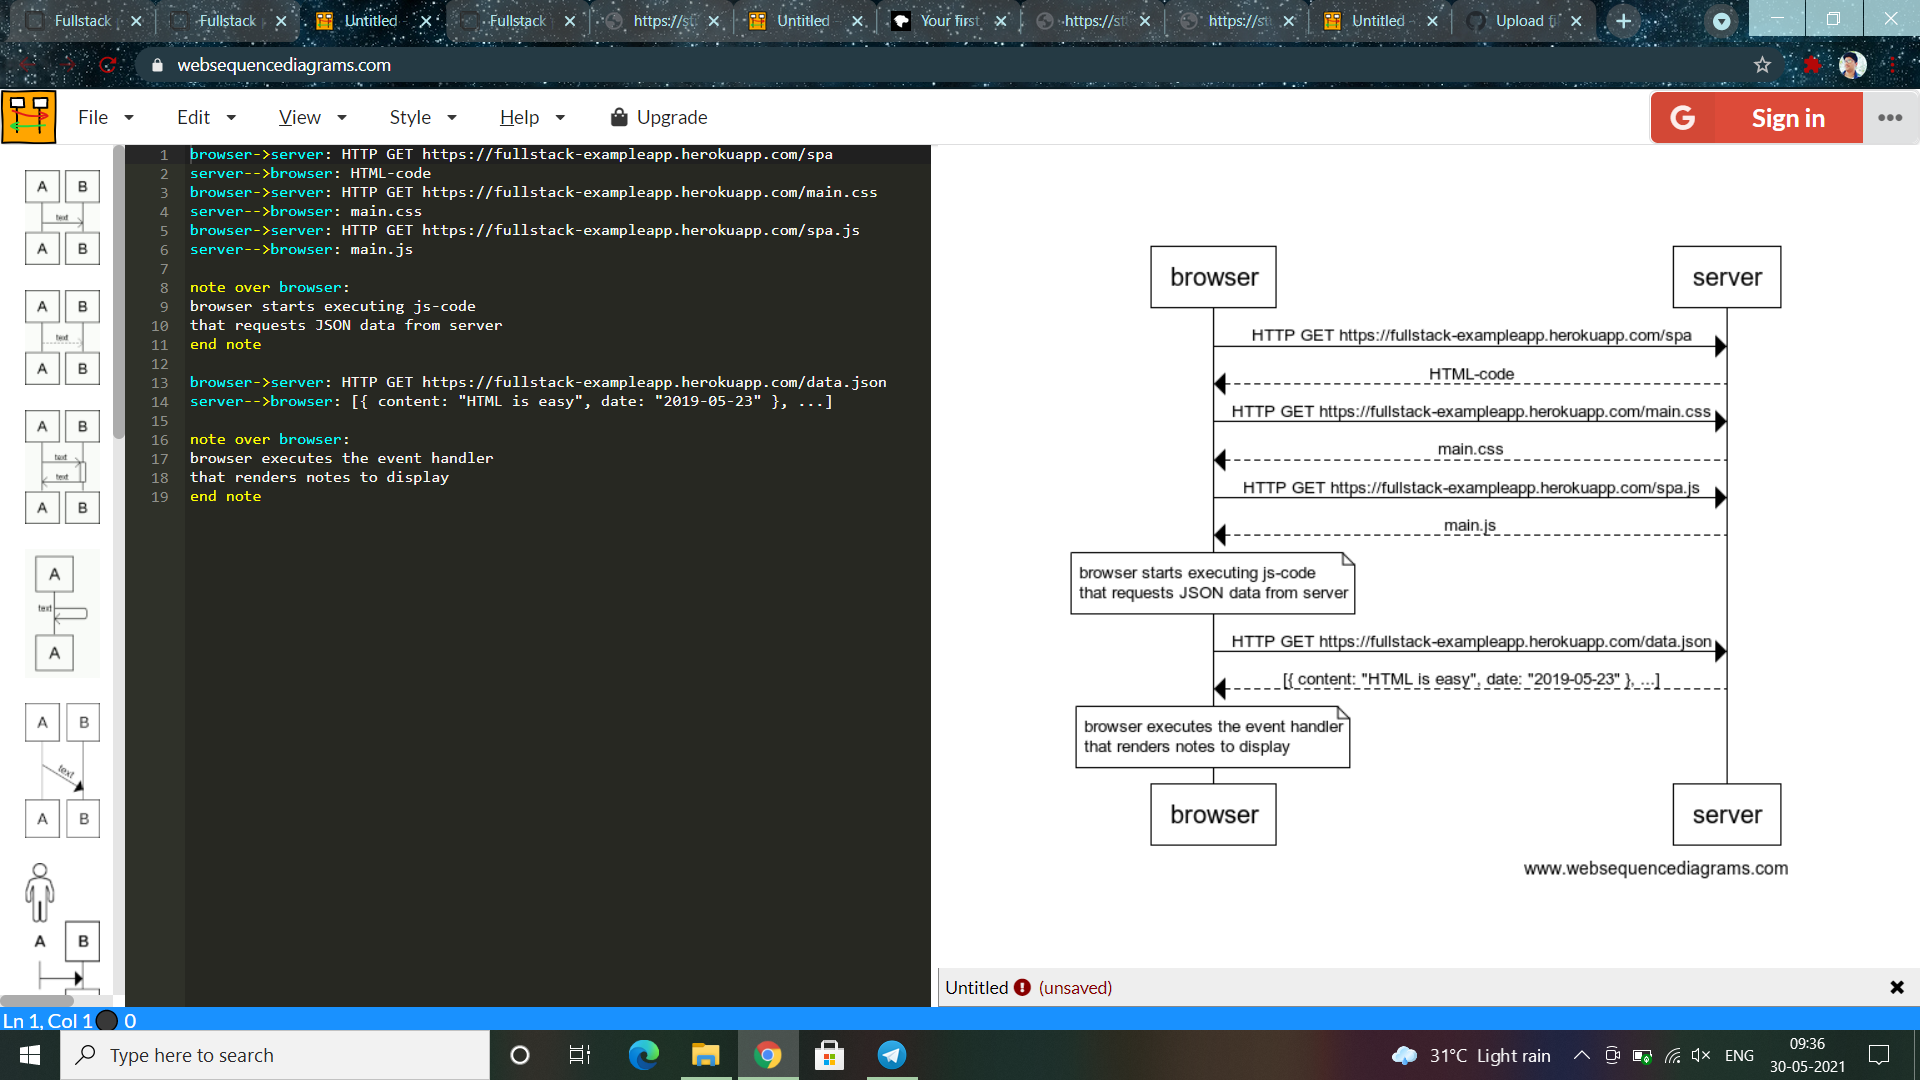 Fullstack
Fullstack
Untitled
Fullstack
https://st
Untitled
Your first
https://st
https://st
Untitled
Upload fi
websequencediagrams.com
File
Edit
View
Style
Help
Upgrade
G
Sign in
1 browser->server: HTTP GET https://fullstack-exampleapp.herokuapp.com/spa
2 server-->browser: HTML-code
3 browser->server: HTTP GET https://fullstack-exampleapp.herokuapp.com/main.css
4 server-->browser: main.css
5 browser->server: HTTP GET https://fullstack-exampleapp.herokuapp.com/spa.js
6 server-->browser: main.js
7
8 note over browser:
9 browser starts executing js-code
10 that requests JSON data from server
11 end note
12
13 browser->server: HTTP GET https://fullstack-exampleapp.herokuapp.com/data.json
14 server-->browser: [{ content: "HTML is easy", date: "2019-05-23" }, ...]
15
16 note over browser:
17 browser executes the event handler
18 that renders notes to display
19 end note
A B
text
A B
A B
text
A B
A B
text
text
A B
A
text
A
A B
text
A B
A B
browser
server
HTTP GET https://fullstack-exampleapp.herokuapp.com/spa
HTML-code
HTTP GET https://fullstack-exampleapp.herokuapp.com/main.css
main.css
HTTP GET https://fullstack-exampleapp.herokuapp.com/spa.js
main.js
browser starts executing js-code
that requests JSON data from server
HTTP GET https://fullstack-exampleapp.herokuapp.com/data.json
[{ content: "HTML is easy", date: "2019-05-23" }, ...]
browser executes the event handler
that renders notes to display
browser
server
www.websequencediagrams.com
Untitled (unsaved)
Ln 1, Col 1 0
Type here to search
31°C Light rain
ENG
09:36
30-05-2021